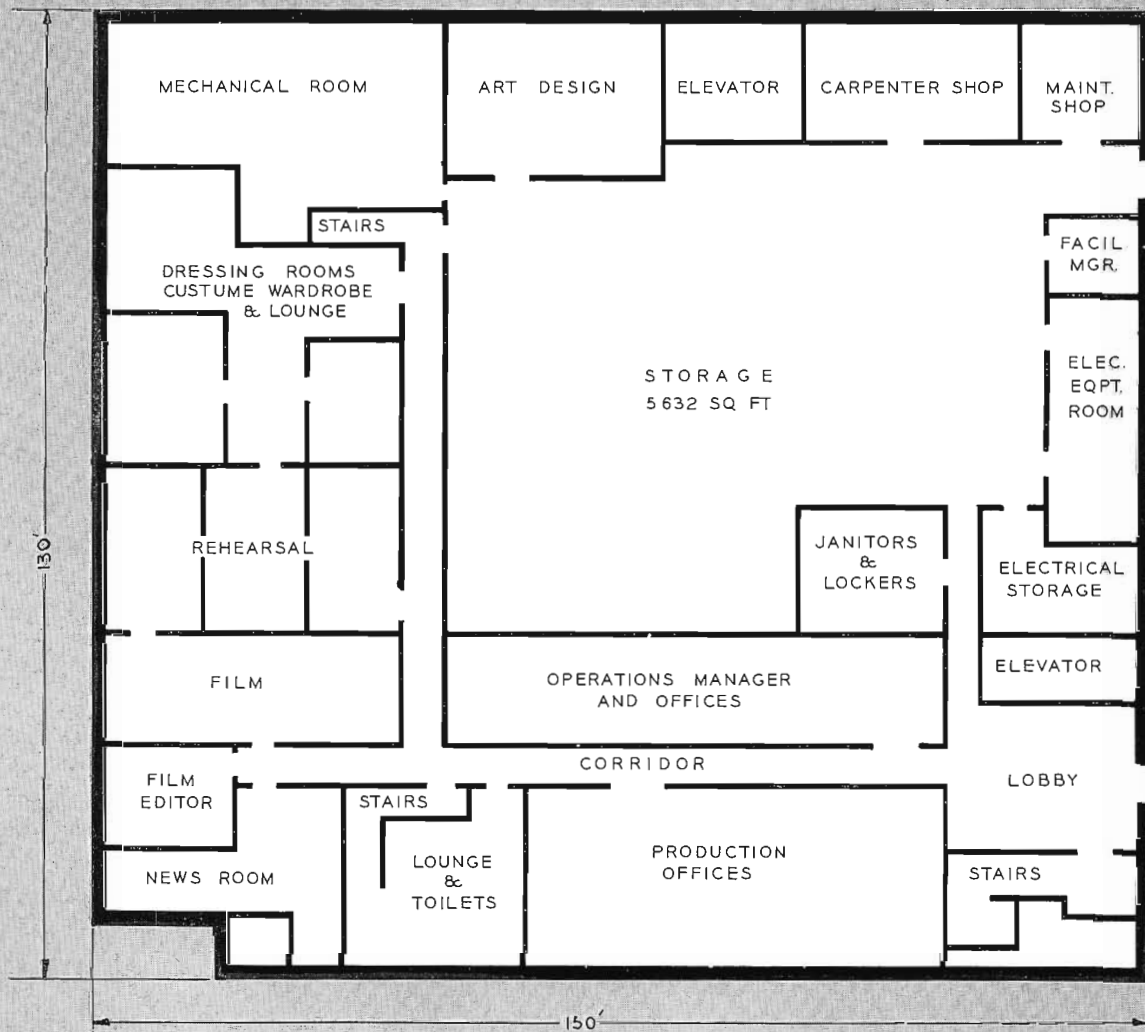 MECHANICAL ROOM
ART DESIGN
ELEVATOR
CARPENTER SHOP
MAINT.
SHOP
STAIRS
FACIL
MGR.
DRESSING ROOMS
CUSTUME WARDROBE
& LOUNGE
STORAGE
5632 SQ FT
ELEC.
EQPT.
ROOM
130'
REHEARSAL
JANITORS
&
LOCKERS
ELECTRICAL
STORAGE
FILM
OPERATIONS MANAGER
AND OFFICES
ELEVATOR
CORRIDOR
LOBBY
FILM
EDITOR
STAIRS
LOUNGE
&
TOILETS
PRODUCTION
OFFICES
STAIRS
NEWS ROOM
150'